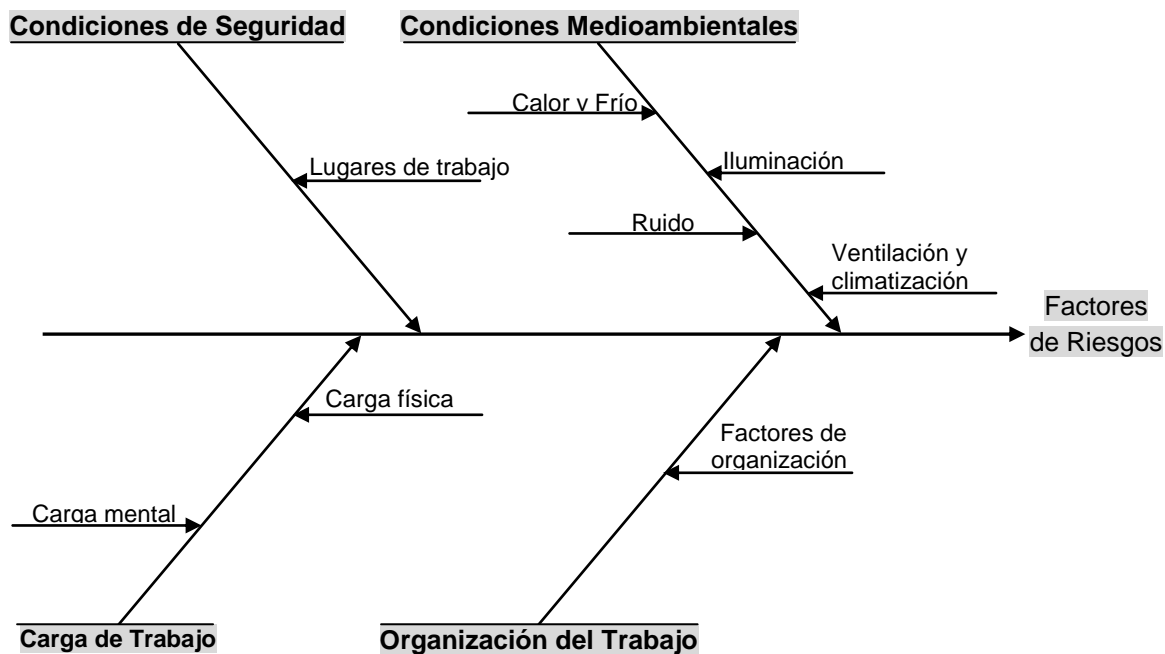 Condiciones de Seguridad
Condiciones Medioambientales
Calor y Frío
Lugares de trabajo
Iluminación
Ruido
Ventilación y
climatización
Factores
de Riesgos
Carga física
Factores de
organización
Carga mental
Carga de Trabajo
Organización del Trabajo